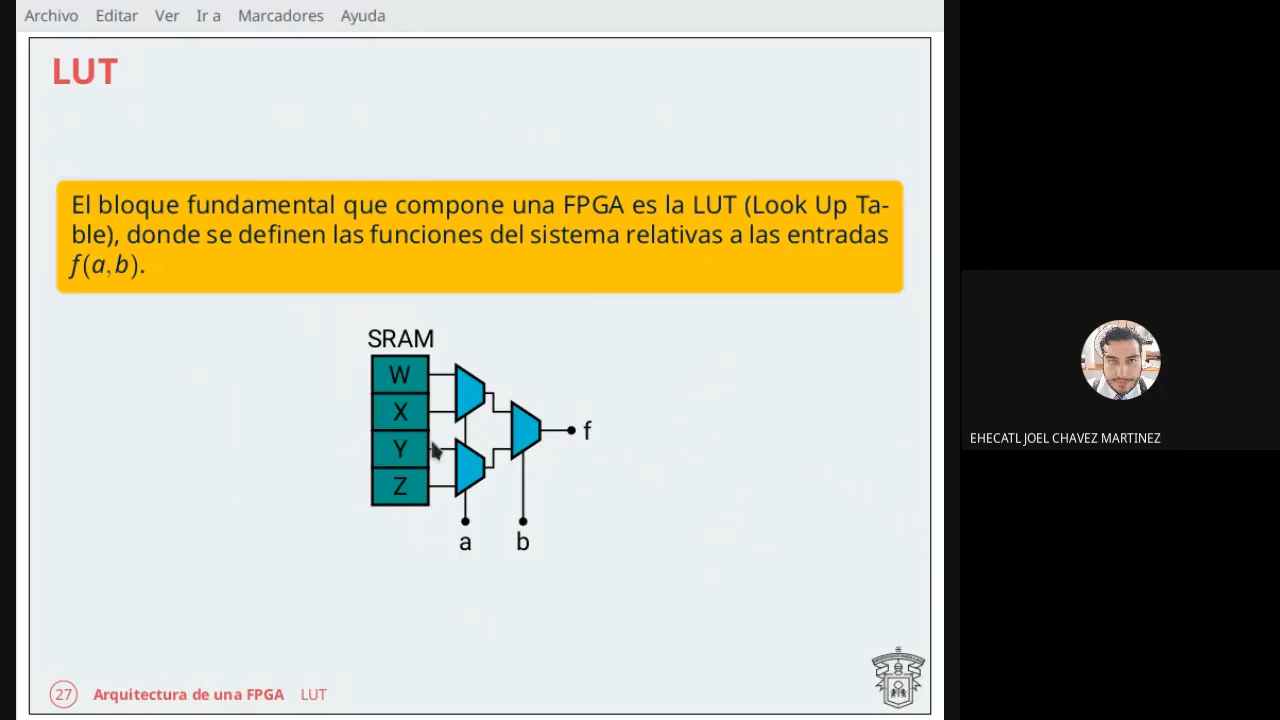 Archivo Editar Ver Ir a Marcadores Ayuda
LUT
El bloque fundamental que compone una FPGA es la LUT (Look Up Ta-
ble), donde se definen las funciones del sistema relativas a las entradas
f(a,b).
SRAM
W
X
Y
Z
f
a b
EHECATL JOEL CHAVEZ MARTINEZ
27 Arquitectura de una FPGA LUT